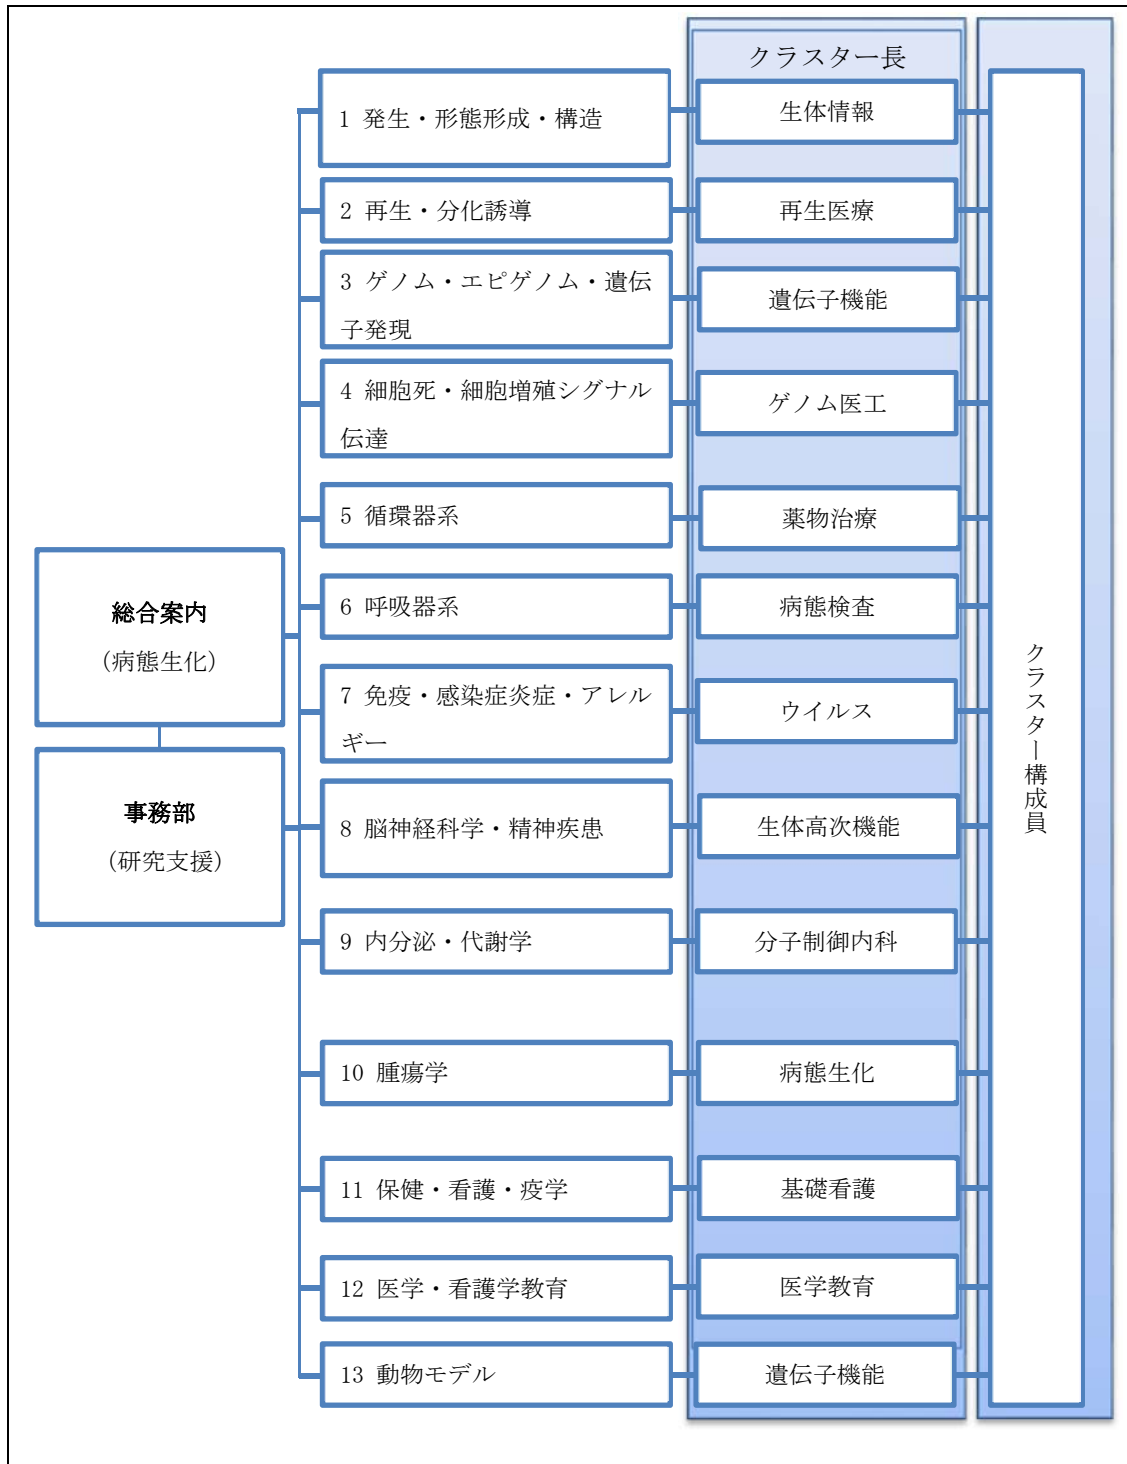 クラスター長
1 発生・形態形成・構造
生体情報
2 再生・分化誘導
再生医療
3 ゲノム・エピゲノム・遺伝
子発現
遺伝子機能
4 細胞死・細胞増殖シグナル
伝達
ゲノム医工
5 循環器系
薬物治療
6 呼吸器系
病態検査
7 免疫・感染症炎症・アレル
ギー
ウイルス
8 脳神経科学・精神疾患
生体高次機能
9 内分泌・代謝学
分子制御内科
10 腫瘍学
病態生化
11 保健・看護・疫学
基礎看護
12 医学・看護学教育
医学教育
13 動物モデル
遺伝子機能
総合案内
(病態生化)
事務部
(研究支援)
クラスター構成員